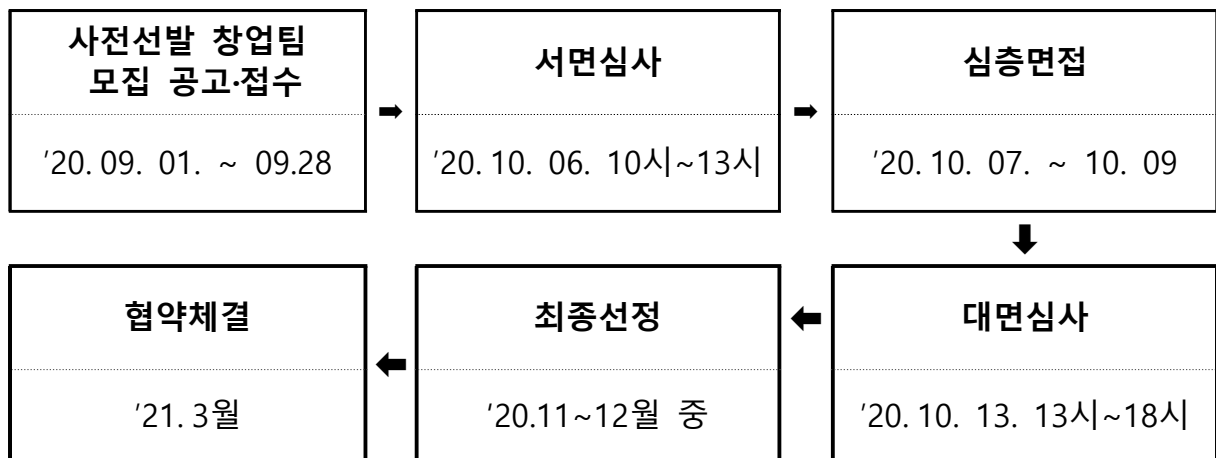 사전선발 창업팀
모집 공고·접수
'20. 09. 01. ~ 09.28
➡
서면심사
'20. 10. 06. 10시~13시
➡
심층면접
'20. 10. 07. ~ 10. 09
⬇
대면심사
'20. 10. 13. 13시~18시
⬅
최종선정
'20.11~12월 중
⬅
협약체결
'21. 3월